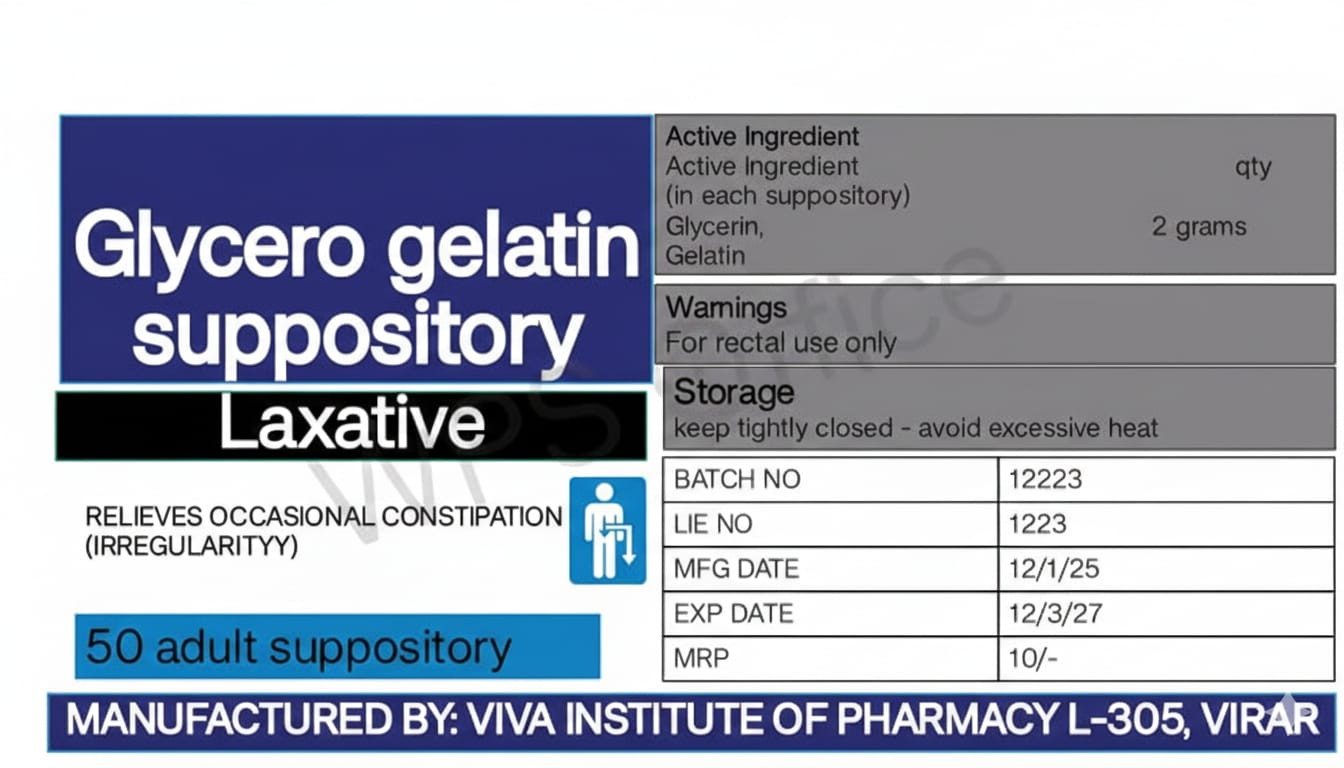 Glycero gelatin
suppository
Laxative
RELIEVES OCCASIONAL CONSTIPATION
(IRREGULARITYY)
50 adult suppository
Active Ingredient
Active Ingredient qty
(in each suppository)
Glycerin, 2 grams
Gelatin
Warnings
For rectal use only
Storage
keep tightly closed - avoid excessive heat
BATCH NO 12223
LIE NO 1223
MFG DATE 12/1/25
EXP DATE 12/3/27
MRP 10/-
MANUFACTURED BY: VIVA INSTITUTE OF PHARMACY L-305, VIRAR
WPS Office